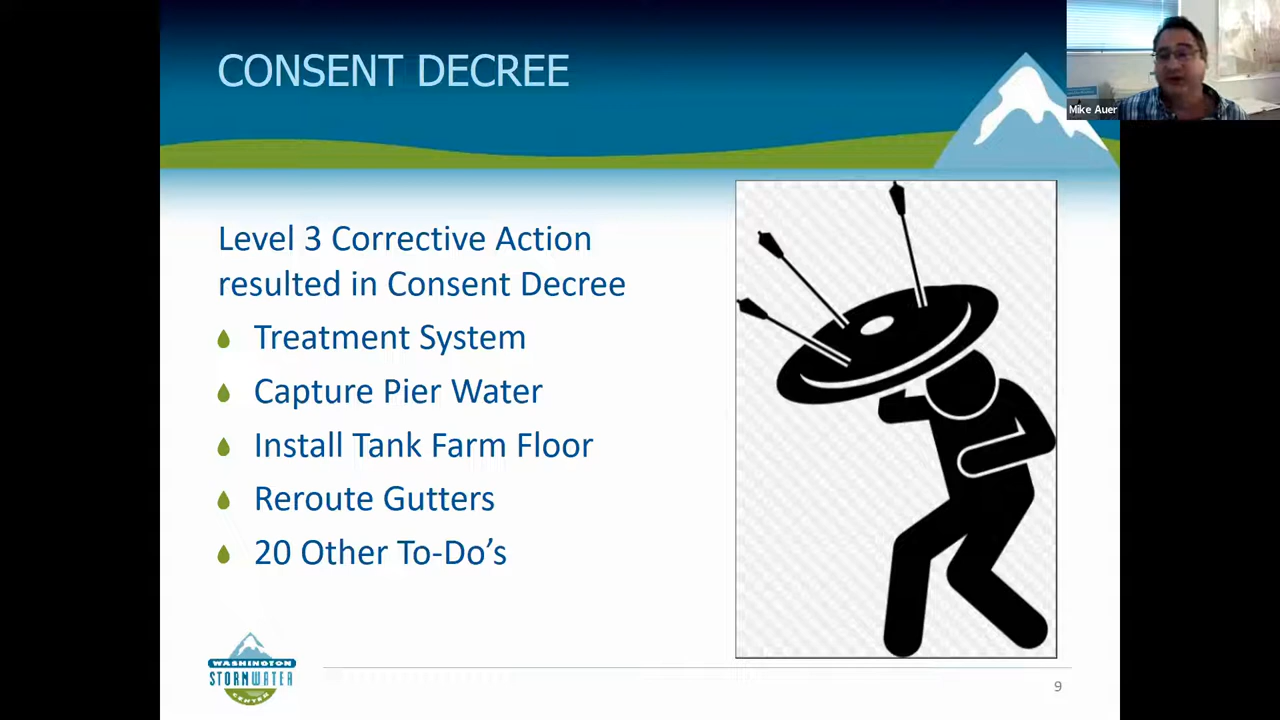 CONSENT DECREE
Mike Auer
Level 3 Corrective Action
resulted in Consent Decree
Treatment System
Capture Pier Water
Install Tank Farm Floor
Reroute Gutters
20 Other To-Do’s
WASHINGTON
STORMWATER
CENTER
9